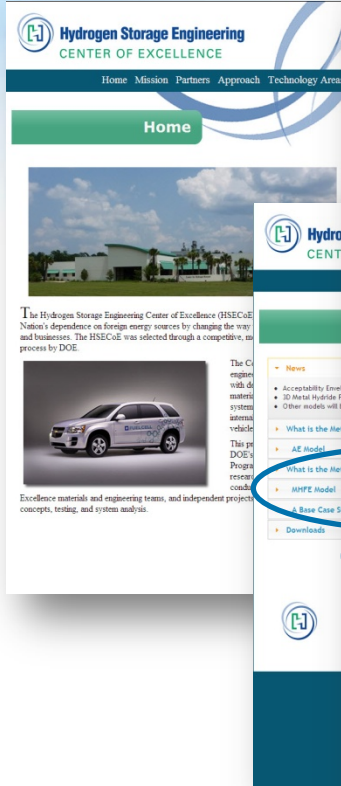 Hydrogen Storage Engineering
CENTER OF EXCELLENCE
Home Mission Partners Approach Technology Areas
Home
The Hydrogen Storage Engineering Center of Excellence (HSECoE
Nation's dependence on foreign energy sources by changing the way
and businesses. The HSECoE was selected through a competitive, m
process by DOE.
The C
engine
with d
materia
system
interna
vehicle
This p
DOE's
Progra
resear
condu
Excellence materials and engineering teams, and independent projects
concepts, testing, and system analysis.
Hydro
CENT
News
Acceptability Enve
3D Metal Hydride F
Other models will b
What is the Me
AE Model
What is the Me
MHFE Model
A Base Case S
Downloads